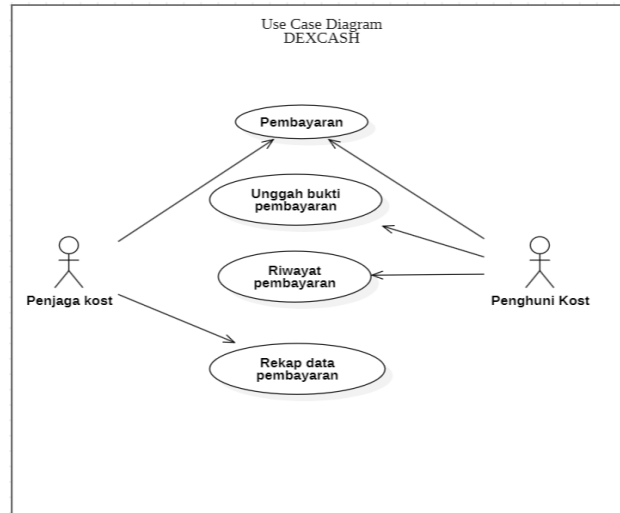 Use Case Diagram
DEXCASH
Pembayaran
Unggah bukti
pembayaran
Riwayat
pembayaran
Penjaga kost
Penghuni Kost
Rekap data
pembayaran